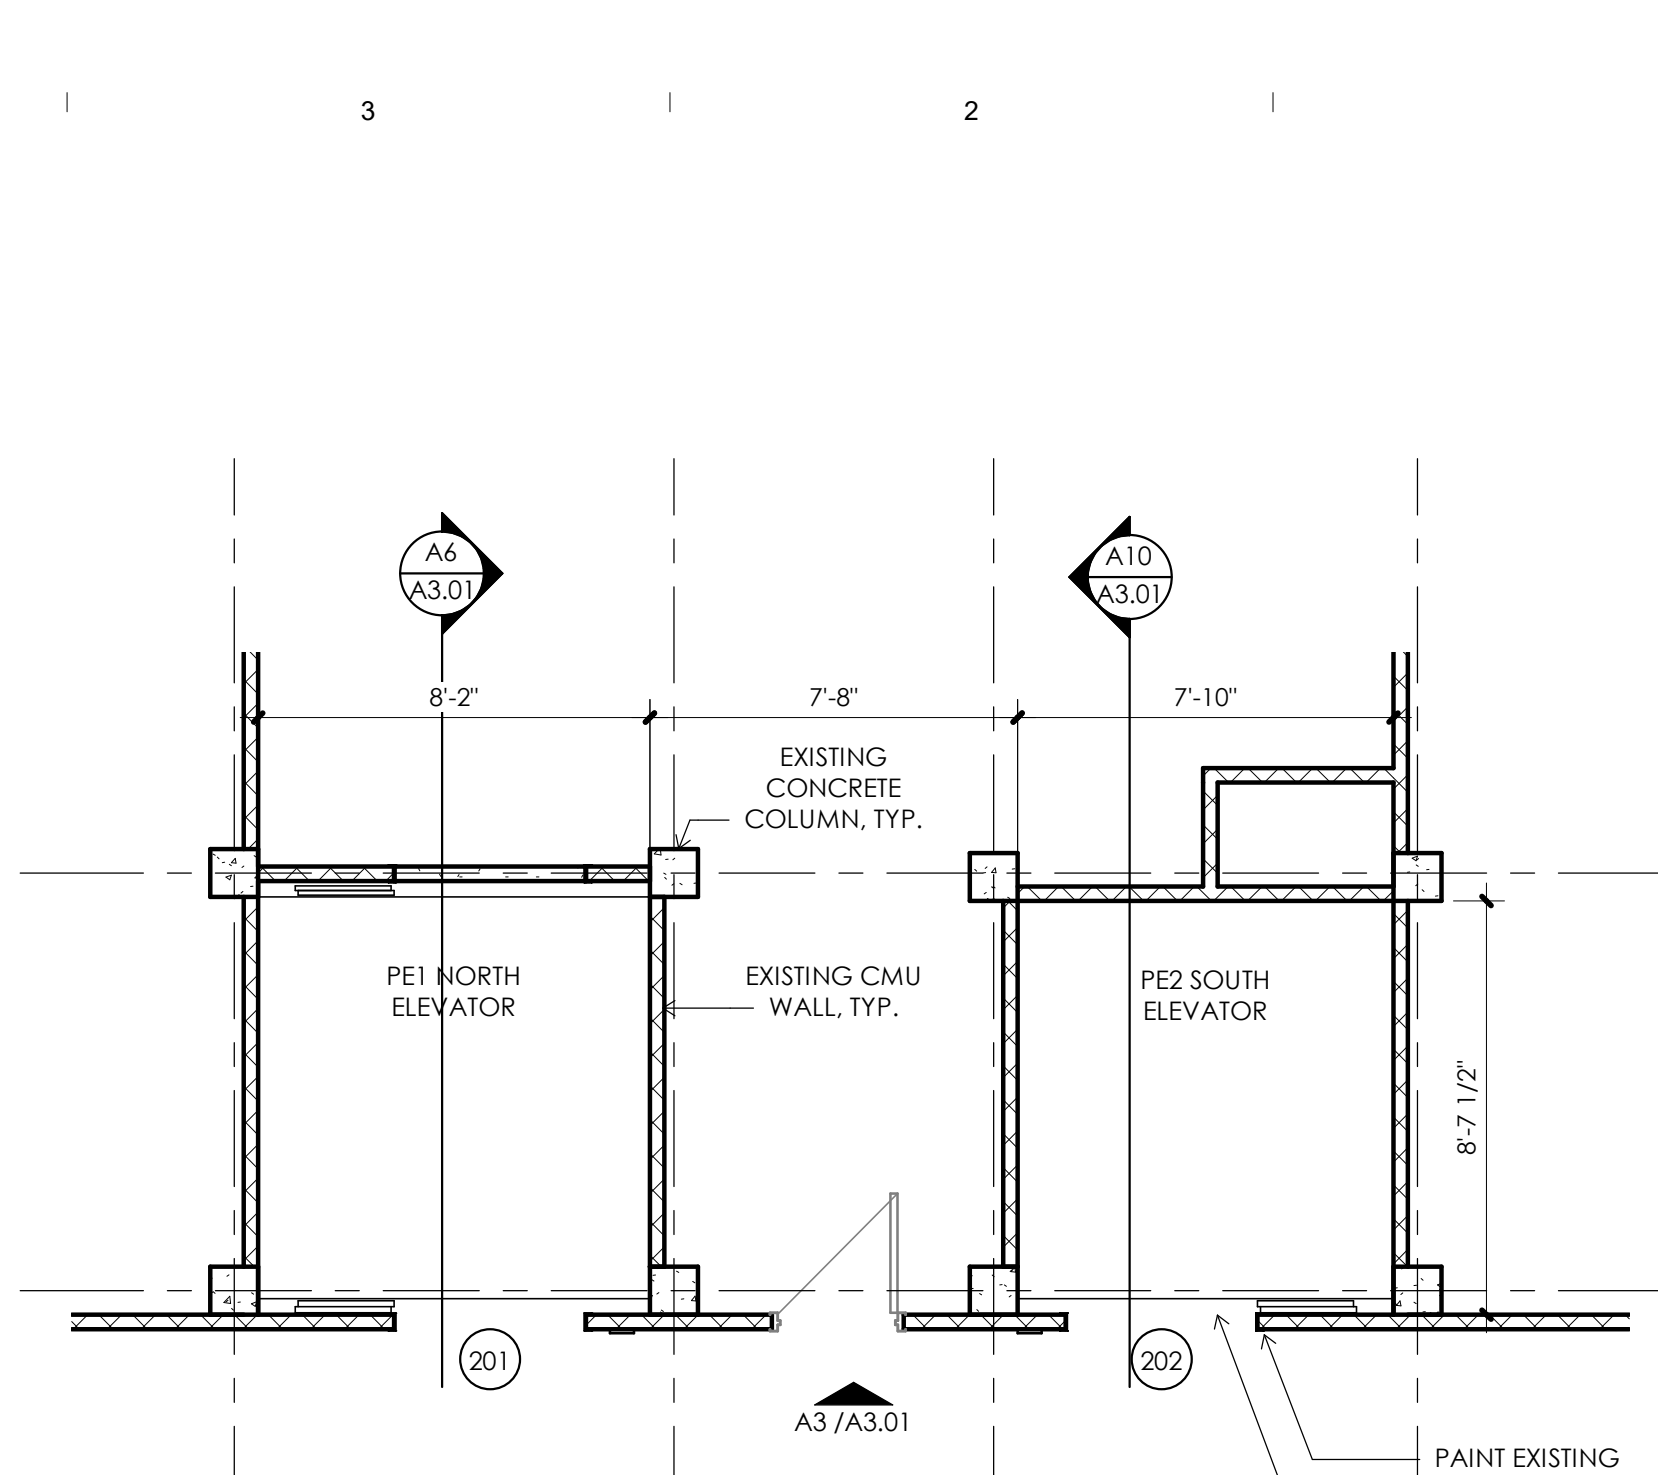 3
2
A6
A3.01
A10
A3.01
8'-2"
7'-8"
7'-10"
EXISTING
CONCRETE
COLUMN, TYP.
PE1 NORTH
ELEVATOR
EXISTING CMU
WALL, TYP.
PE2 SOUTH
ELEVATOR
8'-7 1/2"
201
202
A3 /A3.01
PAINT EXISTING